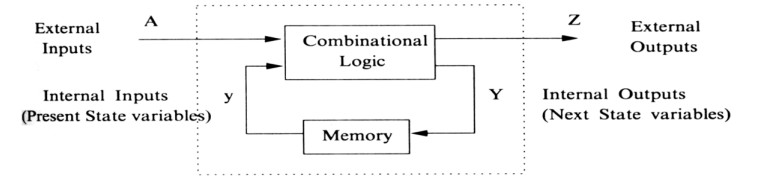 External
Inputs
A
Combinational
Logic
Z
External
Outputs
Internal Inputs
(Present State variables)
y
Y
Internal Outputs
(Next State variables)
Memory